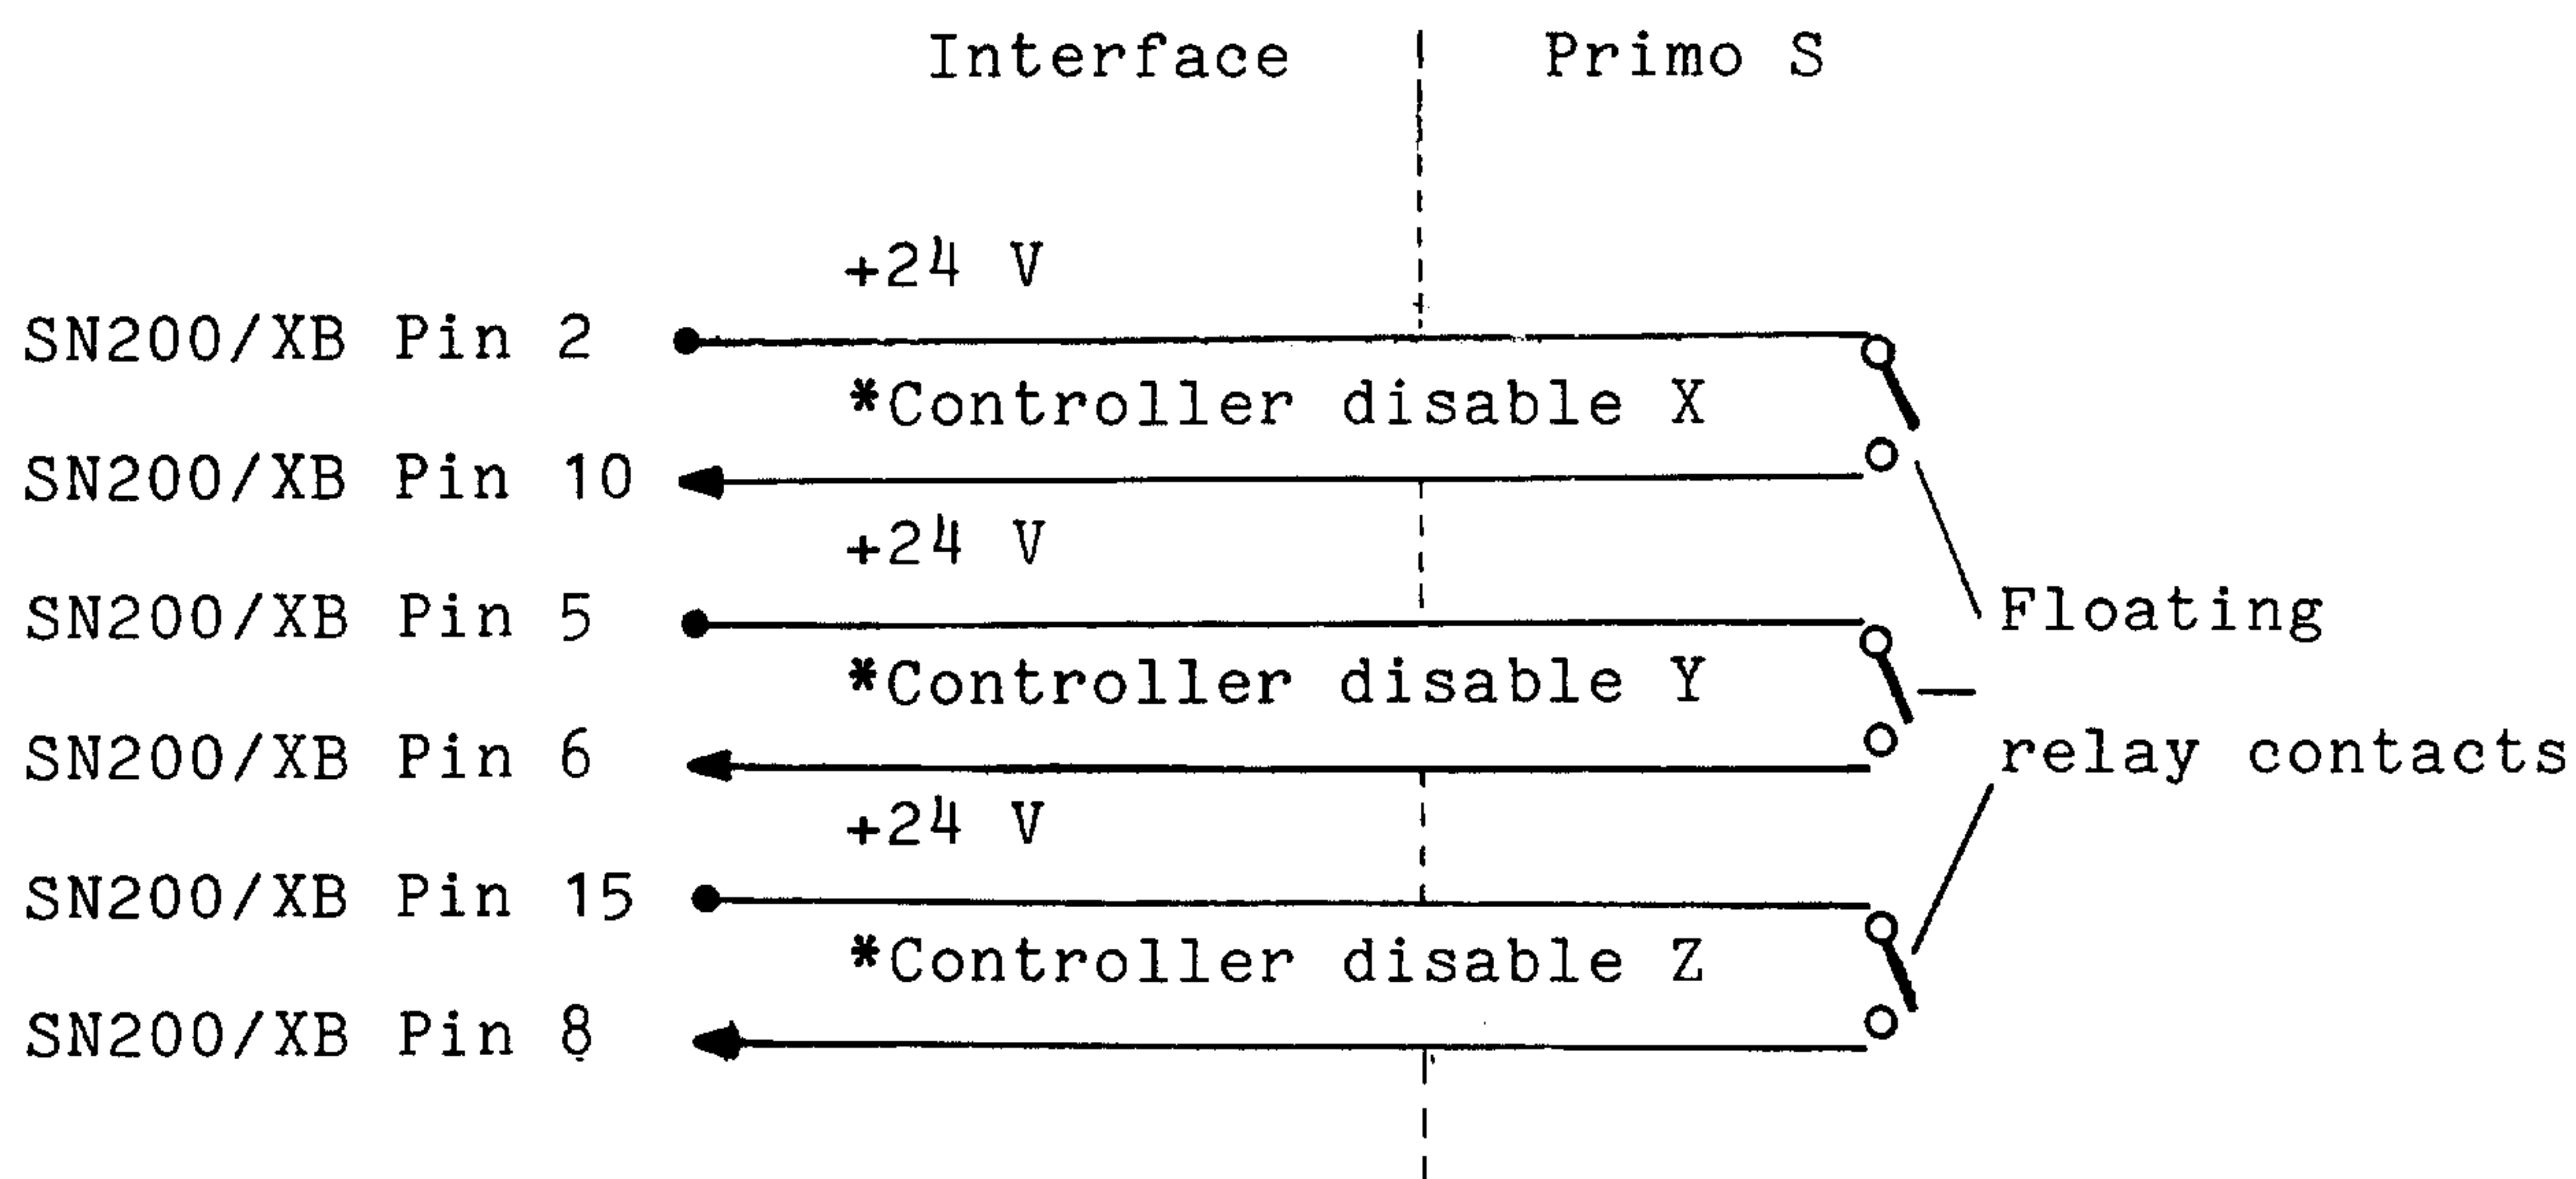 Interface Primo S
+24 V
SN200/XB Pin 2
*Controller disable X
SN200/XB Pin 10
+24 V
SN200/XB Pin 5
Floating
*Controller disable Y
SN200/XB Pin 6
relay contacts
+24 V
SN200/XB Pin 15
*Controller disable Z
SN200/XB Pin 8